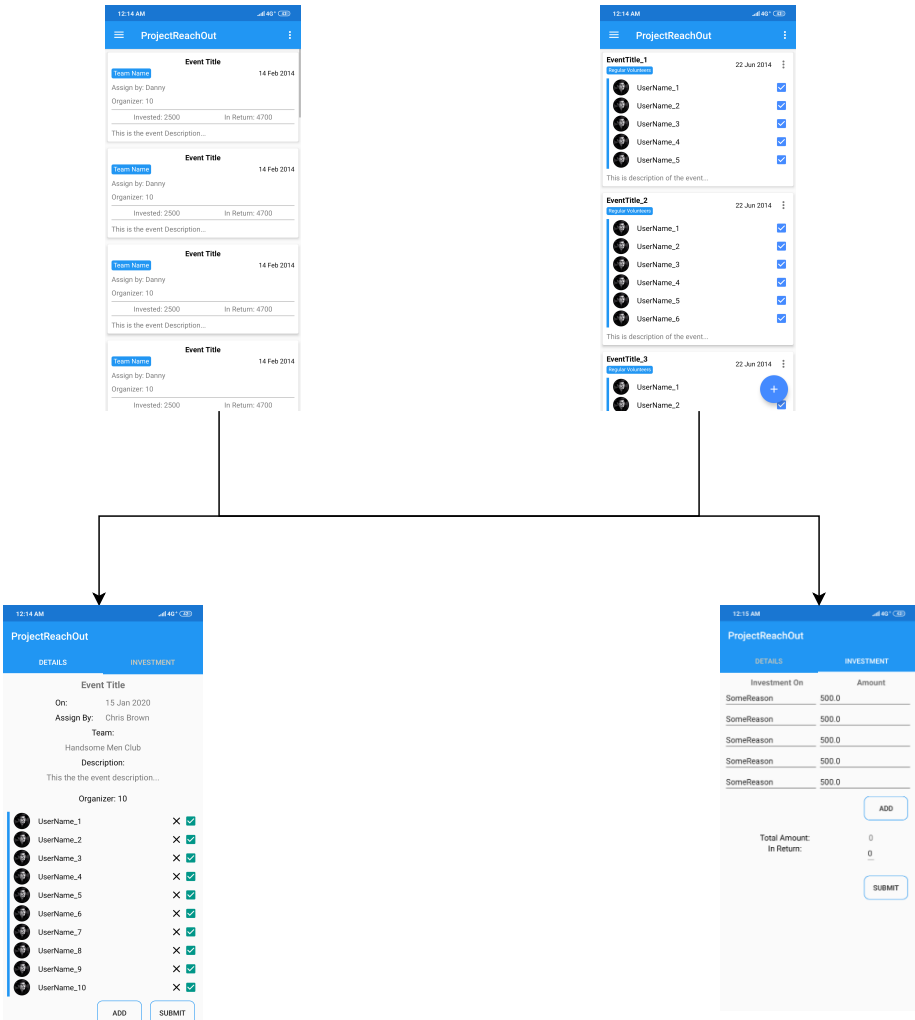 12:14 AM 4G+ 43
ProjectReachOut
Event Title
Team Name 14 Feb 2014
Assign by: Danny
Organizer: 10
Invested: 2500 In Return: 4700
This is the event Description...
Event Title
Team Name 14 Feb 2014
Assign by: Danny
Organizer: 10
Invested: 2500 In Return: 4700
This is the event Description...
Event Title
Team Name 14 Feb 2014
Assign by: Danny
Organizer: 10
Invested: 2500 In Return: 4700
This is the event Description...
Event Title
Team Name 14 Feb 2014
Assign by: Danny
Organizer: 10
Invested: 2500 In Return: 4700
12:14 AM 4G+ 43
ProjectReachOut
EventTitle_1
Regular Volunteers 22 Jun 2014
UserName_1
UserName_2
UserName_3
UserName_4
UserName_5
This is description of the event...
EventTitle_2
Regular Volunteers 22 Jun 2014
UserName_1
UserName_2
UserName_3
UserName_4
UserName_5
UserName_6
This is description of the event...
EventTitle_3
Regular Volunteers 22 Jun 2014
UserName_1
+
UserName_2
12:14 AM 4G+
ProjectReachOut
DETAILS INVESTMENT
Event Title
On: 15 Jan 2020
Assign By: Chris Brown
Team:
Handsome Men Club
Description:
This the the event description...
Organizer: 10
UserName_1
UserName_2
UserName_3
UserName_4
UserName_5
UserName_6
UserName_7
UserName_8
UserName_9
UserName_10
ADD SUBMIT
12:15 AM 4G+
ProjectReachOut
DETAILS INVESTMENT
Investment On Amount
SomeReason 500.0
SomeReason 500.0
SomeReason 500.0
SomeReason 500.0
SomeReason 500.0
ADD
Total Amount: 0
In Return: 0
SUBMIT